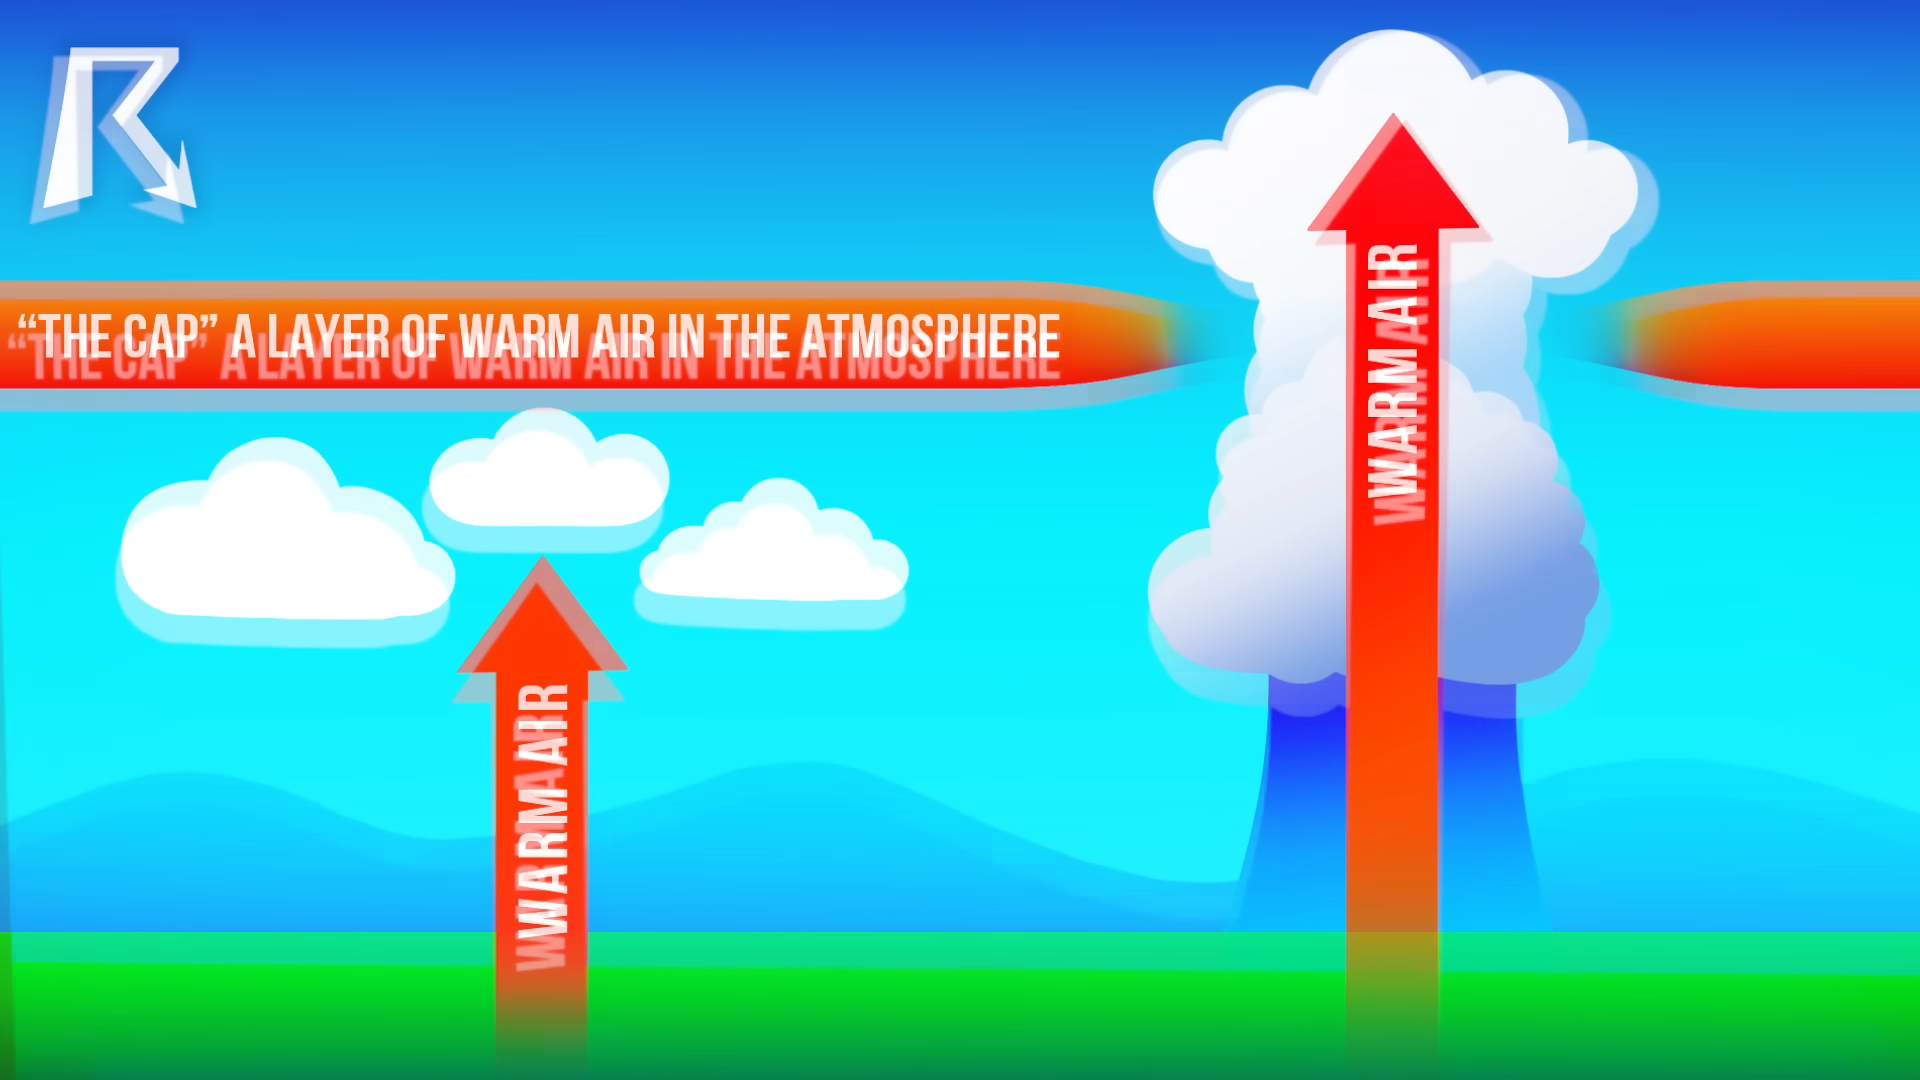 R
“THE CAP” A LAYER OF WARM AIR IN THE ATMOSPHERE
WARM AIR
WARM AIR